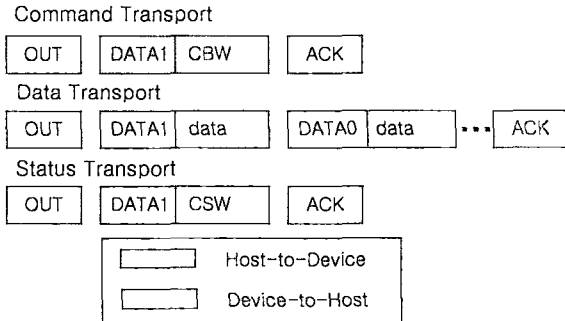 Command Transport
OUT DATA1 CBW ACK
Data Transport
OUT DATA1 data DATA0 data ••• ACK
Status Transport
OUT DATA1 CSW ACK
Host-to-Device
Device-to-Host